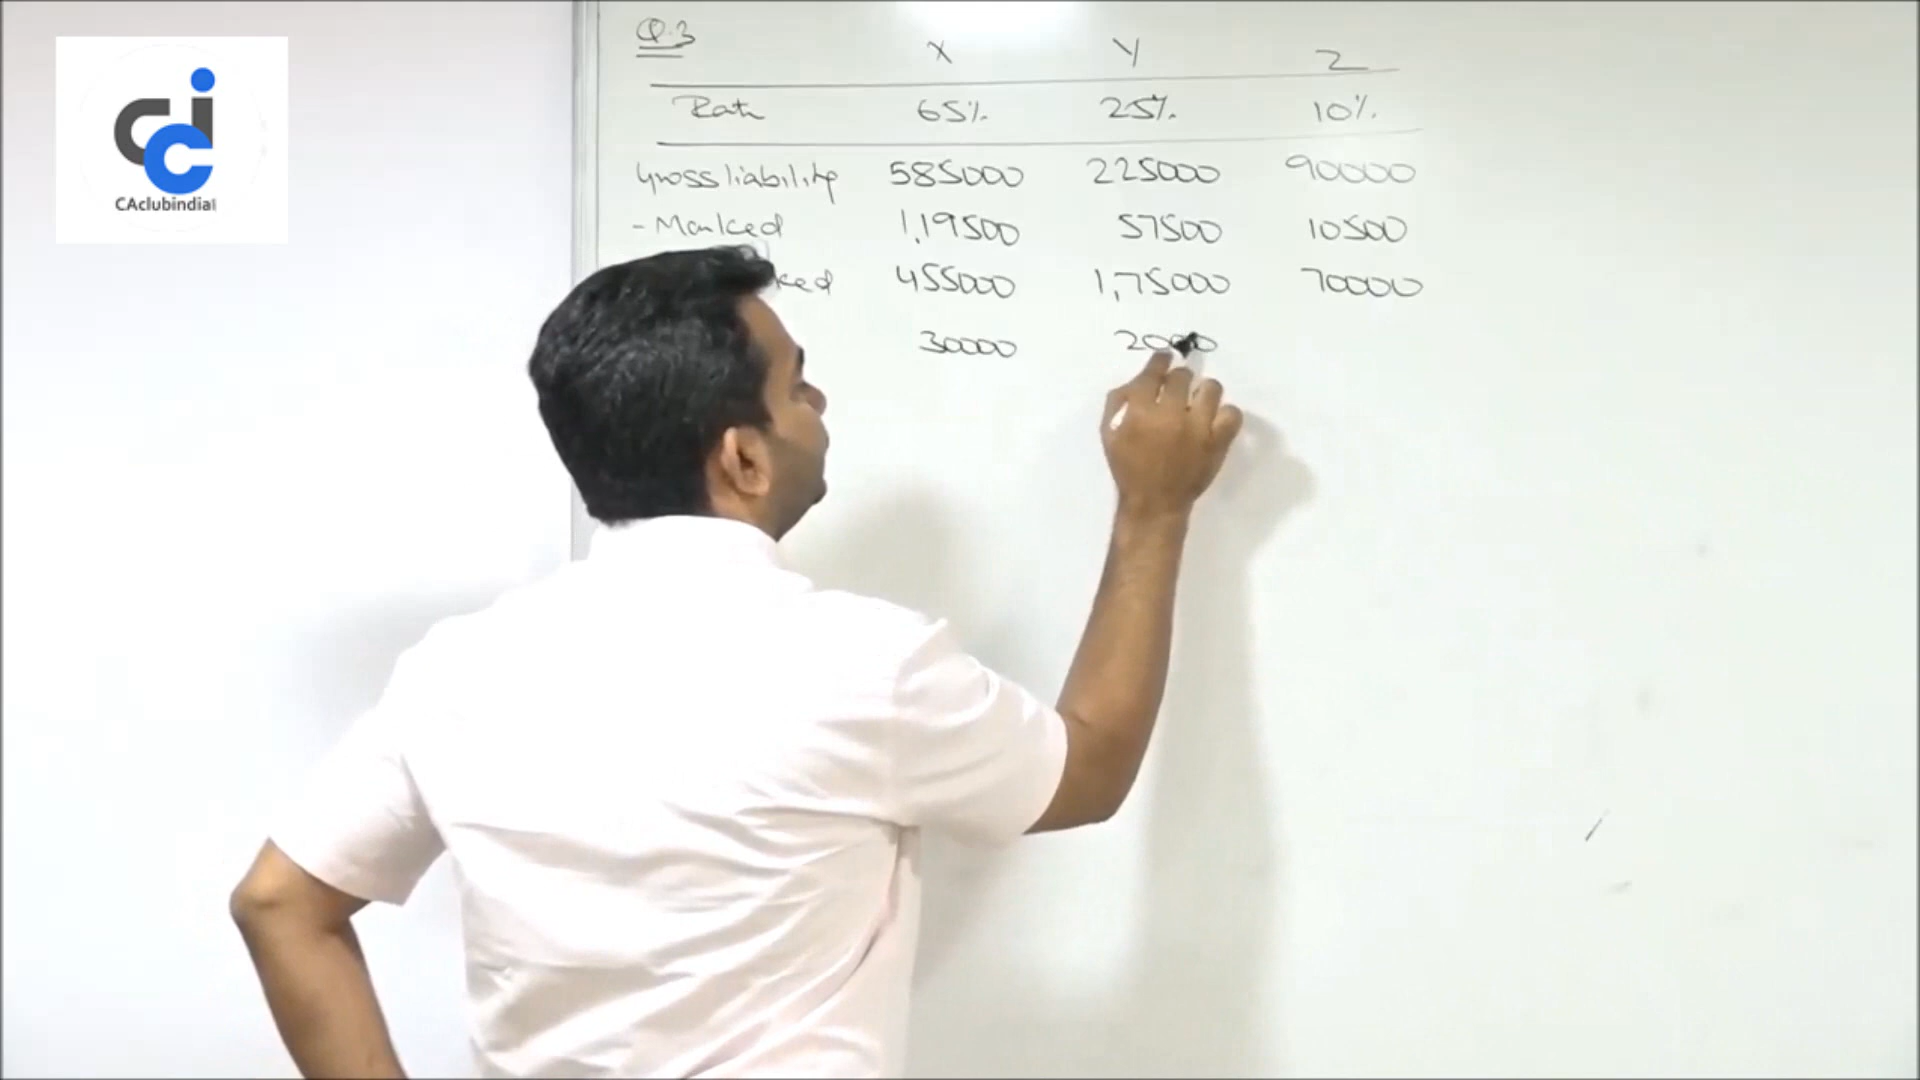 CAclubindia
Q.3
X Y Z
Rate 65% 25% 10%
Gross liability 585000 225000 90000
- Marked 1,19500 57500 10500
ked 455000 1,75000 70000
30000